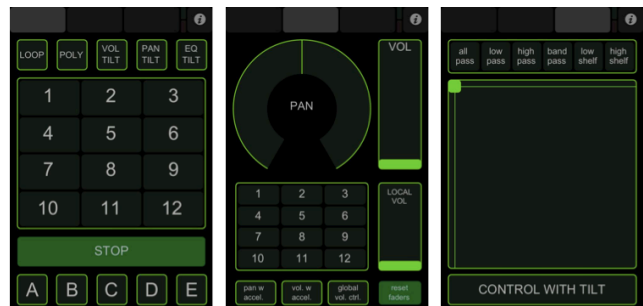 i
LOOP POLY VOL TILT PAN TILT EQ TILT
1 2 3
4 5 6
7 8 9
10 11 12
STOP
A B C D E
i
PAN
VOL
1 2 3
4 5 6
7 8 9
10 11 12
LOCAL
VOL
pan w accel. vol. w accel. global vol. ctrl. reset faders
i
all pass low pass high pass band pass low shelf high shelf
CONTROL WITH TILT